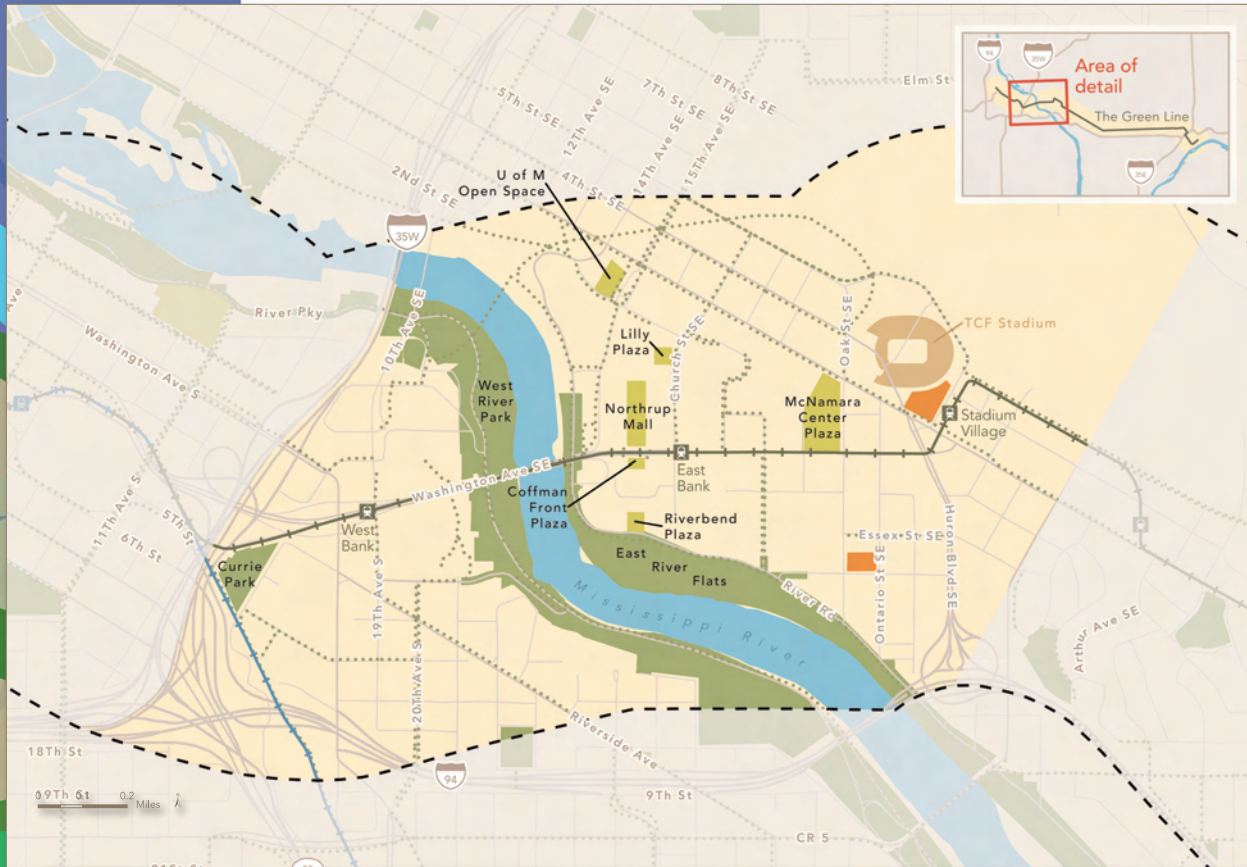 Elm St
8Th St SE
7Th St SE
5Th St SE
12Th Ave SE
14Th Ave SE
15Th Ave SE
4Th St SE
2Nd St SE
U of M
Open Space
35W
94
35W
Area of
detail
The Green Line
35E
River Pky
10Th Ave SE
Washington Ave S
Ave
Lilly
Plaza
Church St SE
Oak St SE
TCF Stadium
West
River
Park
Northrup
Mall
McNamara
Center
Plaza
Stadium
Village
Washington Ave SE
East
Bank
Coffman
Front
Plaza
Riverbend
Plaza
West
Bank
11Th Ave S
5Th St
6Th St
Currie
Park
19Th Ave S
20Th Ave S
East
River
Flats
Mississippi River
River Rd
Essex St SE
Ontario St SE
Huron Blvd SE
Arthur Ave SE
Riverside Ave
18Th St
94
19Th St
0 0.1 0.2 Miles
9Th St
CR 5